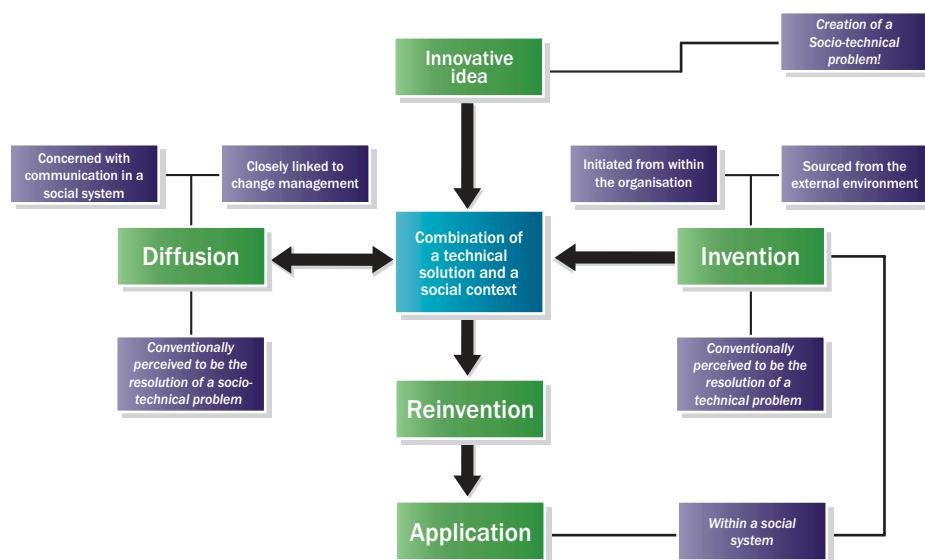 Creation of a
Socio-technical
problem!
Innovative
idea
Concerned with
communication in a
social system
Closely linked to
change management
Initiated from within
the organisation
Sourced from the
external environment
Diffusion
Combination of
a technical
solution and a
social context
Invention
Conventionally
perceived to be the
resolution of a socio-
technical problem
Conventionally
perceived to be the
resolution of a
technical problem
Reinvention
Application
Within a social
system